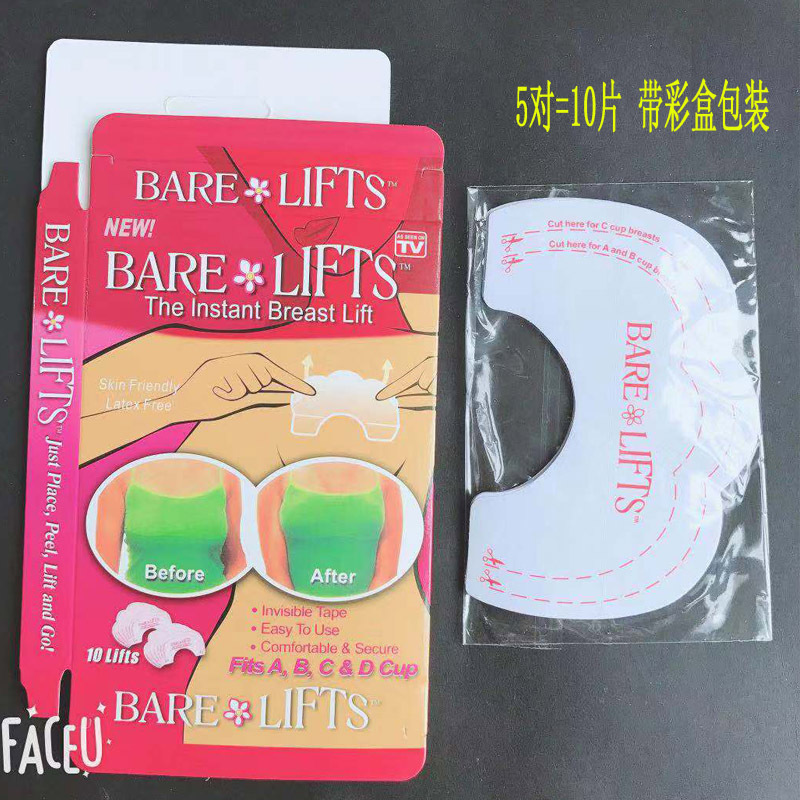 5对=10片 带彩盒包装
BARE LIFTS™
NEW!
AS SEEN ON
TV
BARE LIFTS™
The Instant Breast Lift
Skin Friendly
Latex Free
Before
After
• Invisible Tape
• Easy To Use
• Comfortable & Secure
10 Lifts
Fits A, B, C & D Cup
BARE LIFTS™
BARE LIFTS™ Just Place, Peel, Lift and Go!
Cut here for C cup breasts
Cut here for A and B cup
BARE LIFTS™
FACEU